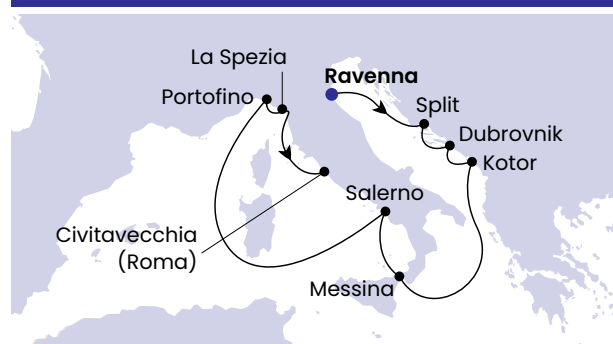 La Spezia
Ravenna
Portofino
Split
Dubrovnik
Kotor
Salerno
Civitavecchia
(Roma)
Messina